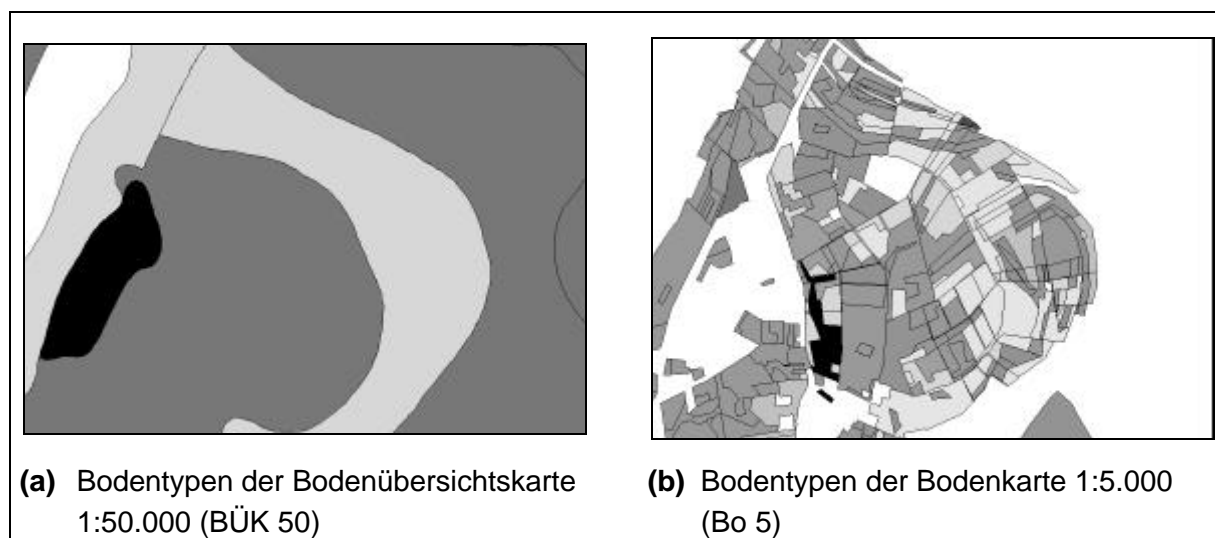 (a) Bodentypen der Bodenübersichtskarte
1:50.000 (BÜK 50)
(b) Bodentypen der Bodenkarte 1:5.000
(Bo 5)